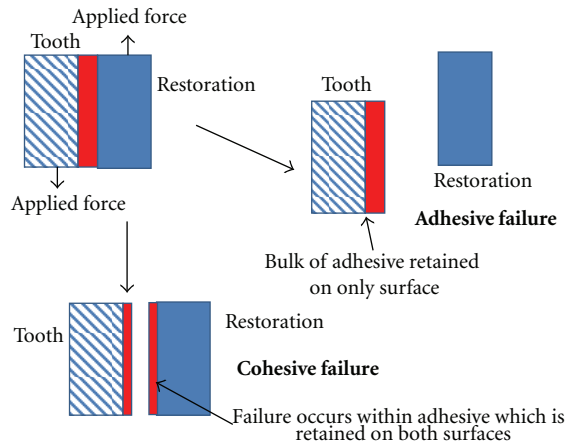 Applied force
Tooth
Restoration
Applied force
Tooth
Restoration
Adhesive failure
Bulk of adhesive retained
on only surface
Tooth
Restoration
Cohesive failure
Failure occurs within adhesive which is
retained on both surfaces